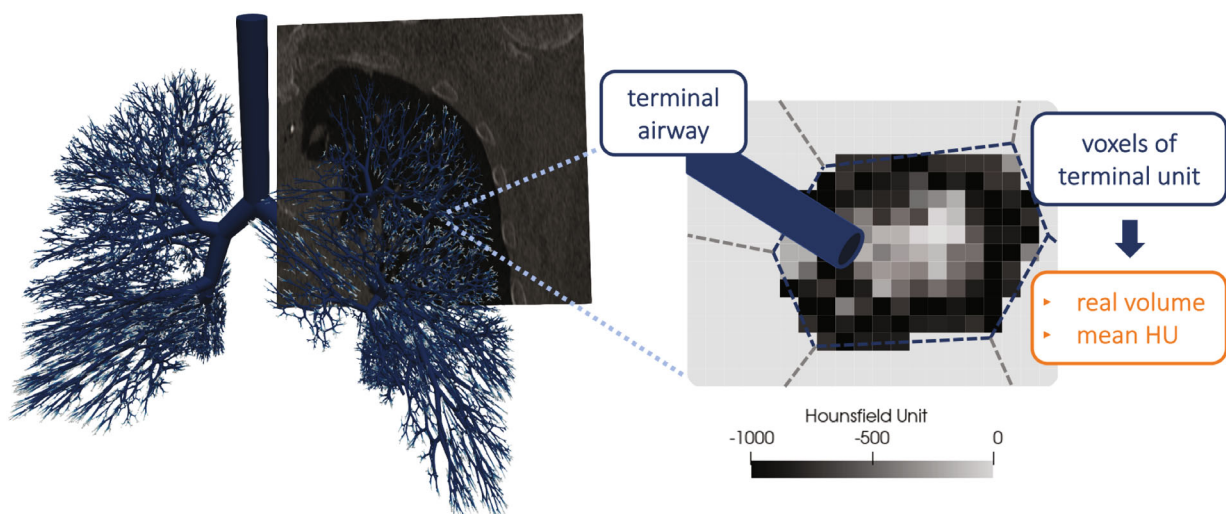 terminal
airway
voxels of
terminal unit
‣ real volume
‣ mean HU
Hounsfield Unit
-1000 -500 0